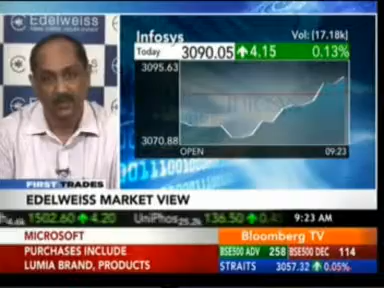 Edelweiss
Infosys
Vol: [17.18k]
Today 3090.05 4.15 0.13%
3095.63
3070.88
OPEN 09:23
FIRST TRADES
EDELWEISS MARKET VIEW
1502.60 4.20 UniPhos 136.50 0.4
9:23 AM
MICROSOFT
PURCHASES INCLUDE
LUMIA BRAND, PRODUCTS
Bloomberg TV
BSE500 ADV 258 BSE500 DEC 114
STRAITS 3057.32 0.05%